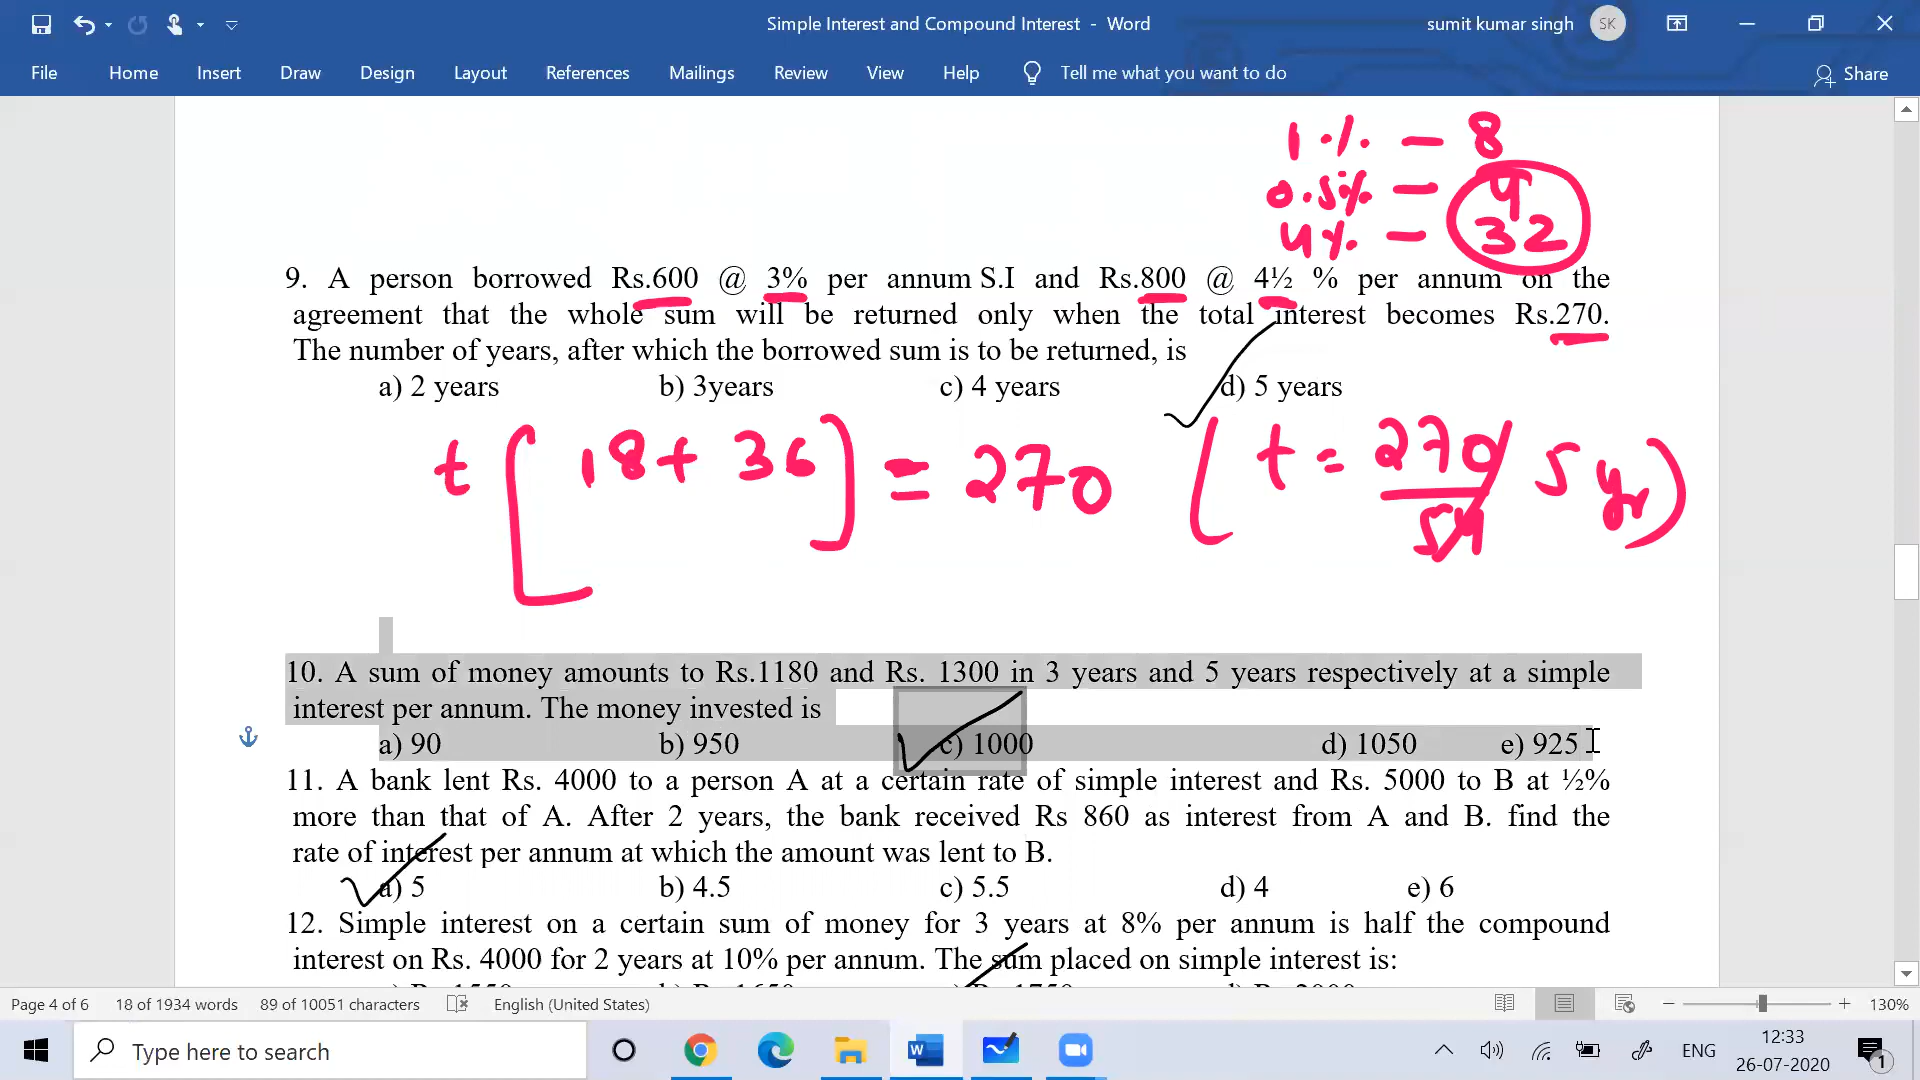 Simple Interest and Compound Interest - Word
sumit kumar singh
SK
File Home Insert Draw Design Layout References Mailings Review View Help Tell me what you want to do Share
1 % - 8
0.5% - 4
4% - 32
9. A person borrowed Rs.600 @ 3% per annum S.I and Rs.800 @ 4½ % per annum on the
agreement that the whole sum will be returned only when the total interest becomes Rs.270.
The number of years, after which the borrowed sum is to be returned, is
a) 2 years b) 3years c) 4 years d) 5 years
t [18+ 36] = 270 (t = 270/54 5 yr)
10. A sum of money amounts to Rs.1180 and Rs. 1300 in 3 years and 5 years respectively at a simple
interest per annum. The money invested is
a) 90 b) 950 c) 1000 d) 1050 e) 925
11. A bank lent Rs. 4000 to a person A at a certain rate of simple interest and Rs. 5000 to B at ½%
more than that of A. After 2 years, the bank received Rs 860 as interest from A and B. find the
rate of interest per annum at which the amount was lent to B.
a) 5 b) 4.5 c) 5.5 d) 4 e) 6
12. Simple interest on a certain sum of money for 3 years at 8% per annum is half the compound
interest on Rs. 4000 for 2 years at 10% per annum. The sum placed on simple interest is:
Page 4 of 6 18 of 1934 words 89 of 10051 characters English (United States) 130%
Type here to search
ENG
12:33
26-07-2020
1